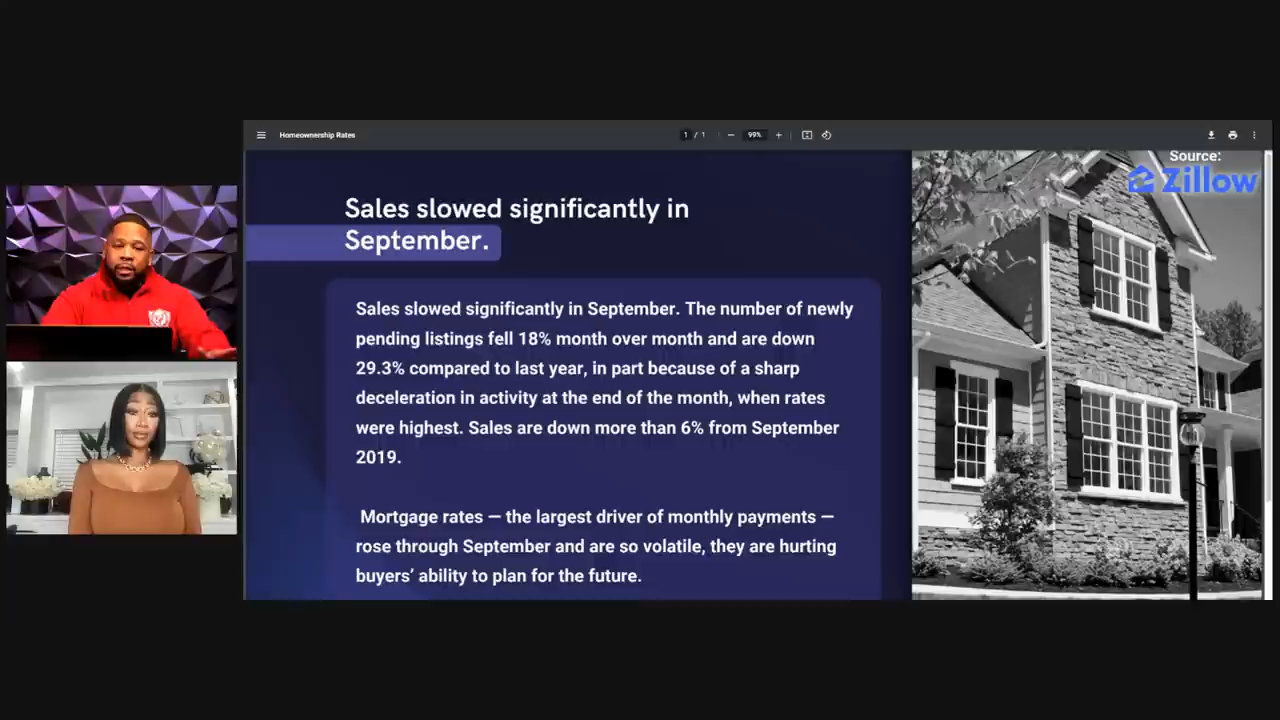 Homeownership Rates
1 / 1
99%
Source:
Zillow
Sales slowed significantly in
September.
Sales slowed significantly in September. The number of newly
pending listings fell 18% month over month and are down
29.3% compared to last year, in part because of a sharp
deceleration in activity at the end of the month, when rates
were highest. Sales are down more than 6% from September
2019.
Mortgage rates — the largest driver of monthly payments —
rose through September and are so volatile, they are hurting
buyers’ ability to plan for the future.